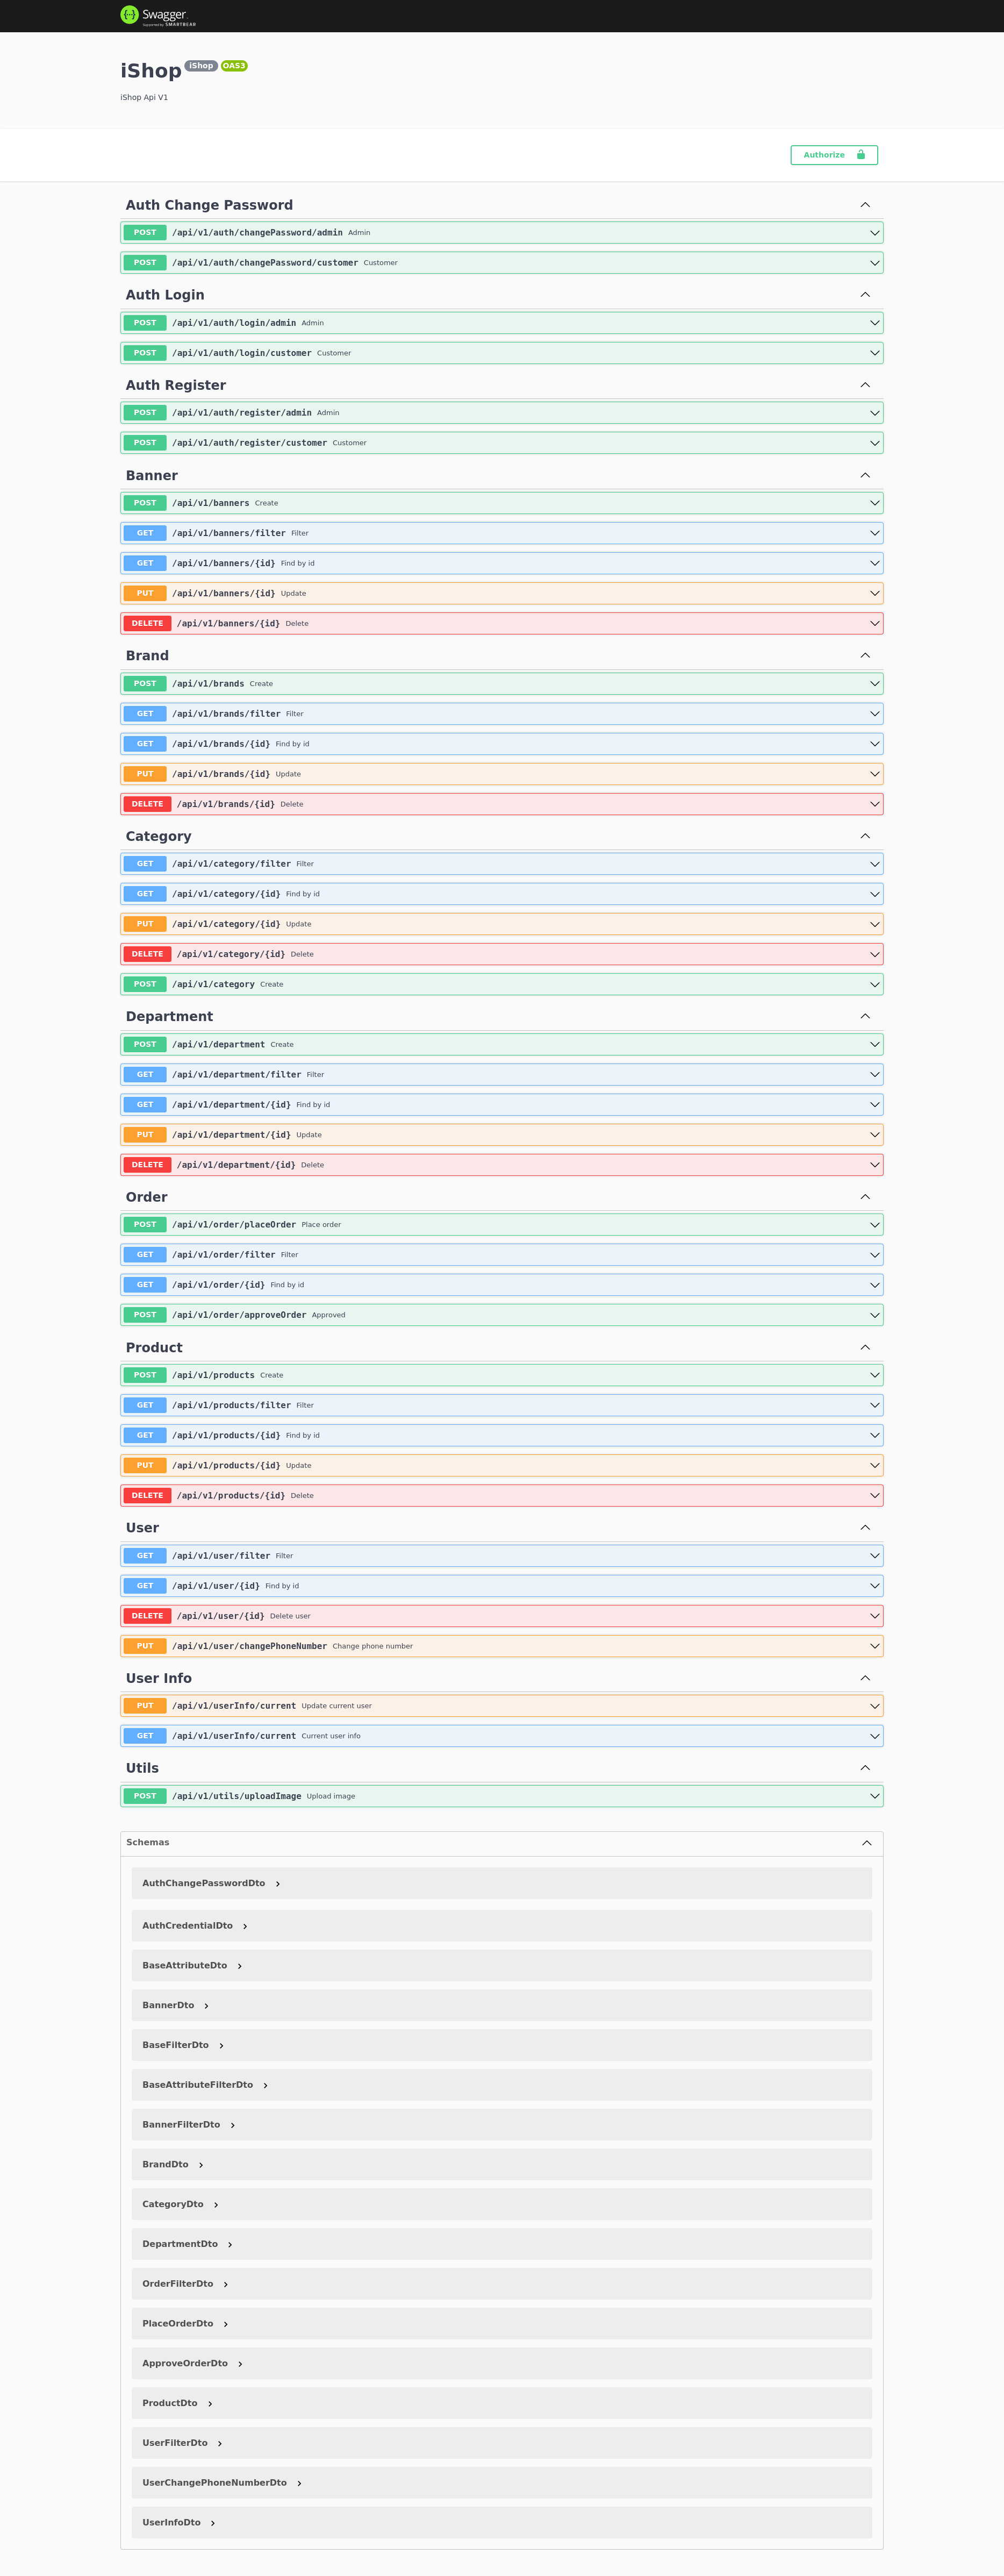 Swagger
Supported by SMARTBEAR
iShop iShop OAS3
iShop Api V1
Authorize
Auth Change Password
POST /api/v1/auth/changePassword/admin Admin
POST /api/v1/auth/changePassword/customer Customer
Auth Login
POST /api/v1/auth/login/admin Admin
POST /api/v1/auth/login/customer Customer
Auth Register
POST /api/v1/auth/register/admin Admin
POST /api/v1/auth/register/customer Customer
Banner
POST /api/v1/banners Create
GET /api/v1/banners/filter Filter
GET /api/v1/banners/{id} Find by id
PUT /api/v1/banners/{id} Update
DELETE /api/v1/banners/{id} Delete
Brand
POST /api/v1/brands Create
GET /api/v1/brands/filter Filter
GET /api/v1/brands/{id} Find by id
PUT /api/v1/brands/{id} Update
DELETE /api/v1/brands/{id} Delete
Category
GET /api/v1/category/filter Filter
GET /api/v1/category/{id} Find by id
PUT /api/v1/category/{id} Update
DELETE /api/v1/category/{id} Delete
POST /api/v1/category Create
Department
POST /api/v1/department Create
GET /api/v1/department/filter Filter
GET /api/v1/department/{id} Find by id
PUT /api/v1/department/{id} Update
DELETE /api/v1/department/{id} Delete
Order
POST /api/v1/order/placeOrder Place order
GET /api/v1/order/filter Filter
GET /api/v1/order/{id} Find by id
POST /api/v1/order/approveOrder Approved
Product
POST /api/v1/products Create
GET /api/v1/products/filter Filter
GET /api/v1/products/{id} Find by id
PUT /api/v1/products/{id} Update
DELETE /api/v1/products/{id} Delete
User
GET /api/v1/user/filter Filter
GET /api/v1/user/{id} Find by id
DELETE /api/v1/user/{id} Delete user
PUT /api/v1/user/changePhoneNumber Change phone number
User Info
PUT /api/v1/userInfo/current Update current user
GET /api/v1/userInfo/current Current user info
Utils
POST /api/v1/utils/uploadImage Upload image
Schemas
AuthChangePasswordDto
AuthCredentialDto
BaseAttributeDto
BannerDto
BaseFilterDto
BaseAttributeFilterDto
BannerFilterDto
BrandDto
CategoryDto
DepartmentDto
OrderFilterDto
PlaceOrderDto
ApproveOrderDto
ProductDto
UserFilterDto
UserChangePhoneNumberDto
UserInfoDto